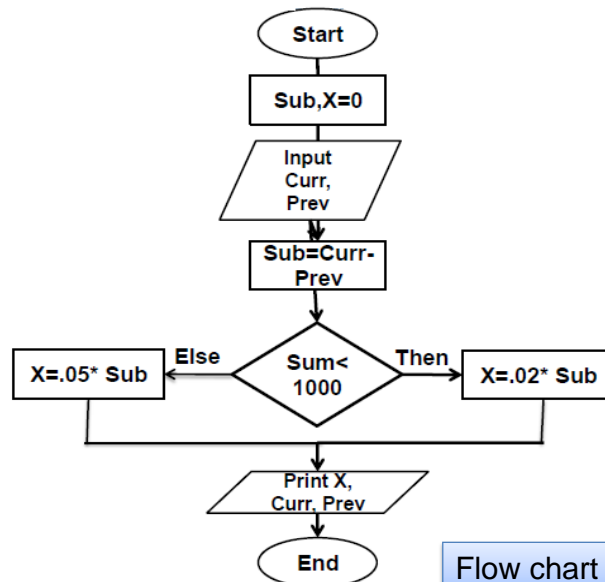 Start
Sub,X=0
Input
Curr,
Prev
Sub=Curr-
Prev
Else
Sum<
1000
Then
X=.05* Sub
X=.02* Sub
Print X,
Curr, Prev
End
Flow chart